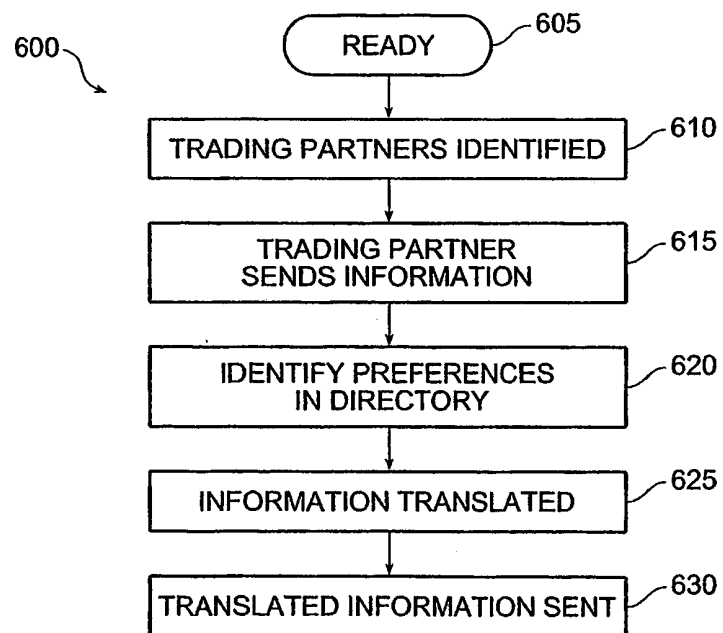 600
READY
605
TRADING PARTNERS IDENTIFIED
610
TRADING PARTNER
SENDS INFORMATION
615
IDENTIFY PREFERENCES
IN DIRECTORY
620
INFORMATION TRANSLATED
625
TRANSLATED INFORMATION SENT
630